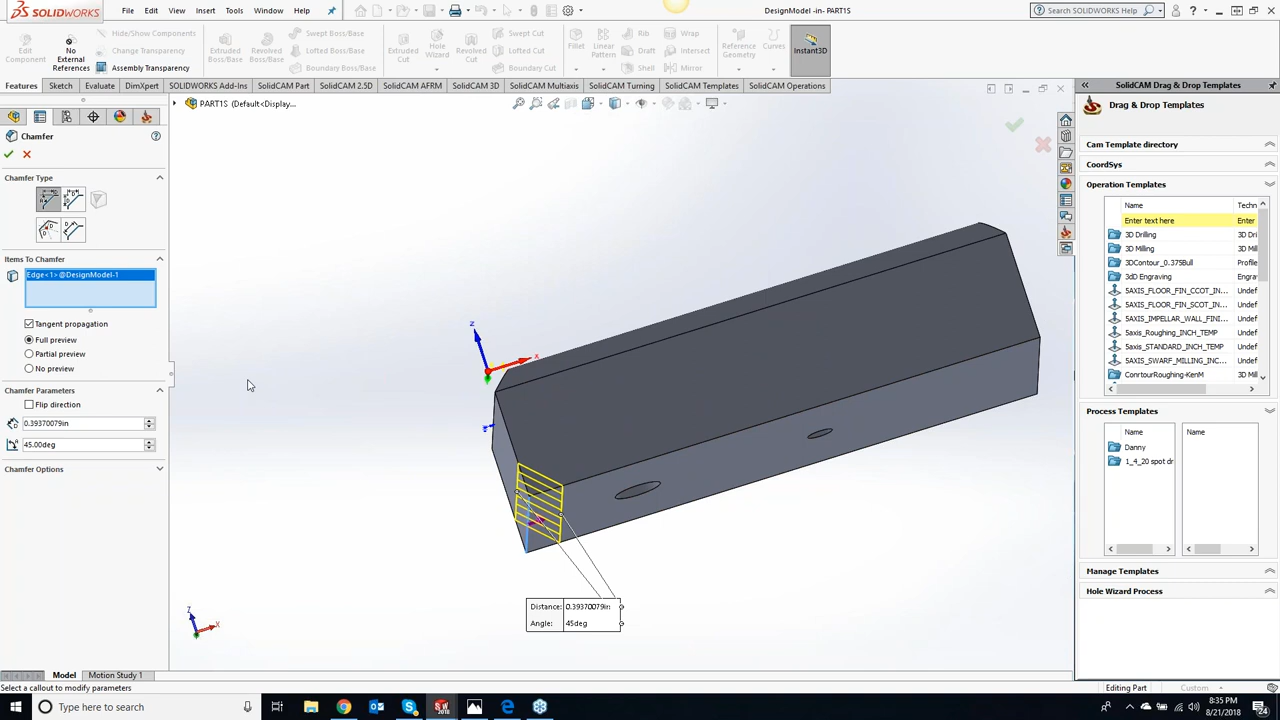 SOLIDWORKS
File Edit View Insert Tools Window Help
DesignModel -in- PART1S
Search SOLIDWORKS Help
Edit Component
No External References
Hide/Show Components
Change Transparency
Assembly Transparency
Extruded Boss/Base
Revolved Boss/Base
Swept Boss/Base
Lofted Boss/Base
Boundary Boss/Base
Extruded Cut
Hole Wizard
Revolved Cut
Swept Cut
Lofted Cut
Boundary Cut
Fillet
Linear Pattern
Rib
Draft
Shell
Wrap
Intersect
Mirror
Reference Geometry
Curves
Instant3D
Features Sketch Evaluate DimXpert SOLIDWORKS Add-Ins SolidCAM Part SolidCAM 2.5D SolidCAM AFRM SolidCAM 3D SolidCAM Multiaxis SolidCAM Turning SolidCAM Templates SolidCAM Operations
PART1S (Default<Display...
Chamfer
Chamfer Type
Items To Chamfer
Edge<1>@DesignModel-1
Tangent propagation
Full preview
Partial preview
No preview
Chamfer Parameters
Flip direction
0.39370079in
45.00deg
Chamfer Options
Z
X
Distance: 0.39370079in
Angle: 45deg
Z
X
SolidCAM Drag & Drop Templates
Drag & Drop Templates
Cam Template directory
CoordSys
Operation Templates
Name Techn
Enter text here Enter
3D Drilling 3D Dri
3D Milling 3D Mill
3DContour_0.375Bull Profile
3dD Engraving Engra
5AXIS_FLOOR_FIN_CCOT_IN... Undef
5AXIS_FLOOR_FIN_SCOT_IN... Undef
5AXIS_IMPELLAR_WALL_FINI... Undef
5axis_Roughing_INCH_TEMP Undef
5axis_STANDARD_INCH_TEMP Undef
5AXIS_SWARF_MILLING_INC... Undef
ConrtourRoughing-KenM 3D Mill
Process Templates
Name Name
Danny
1_4_20 spot dr
Manage Templates
Hole Wizard Process
Model Motion Study 1
Select a callout to modify parameters
Editing Part
Custom
Type here to search
8:35 PM
8/21/2018
24